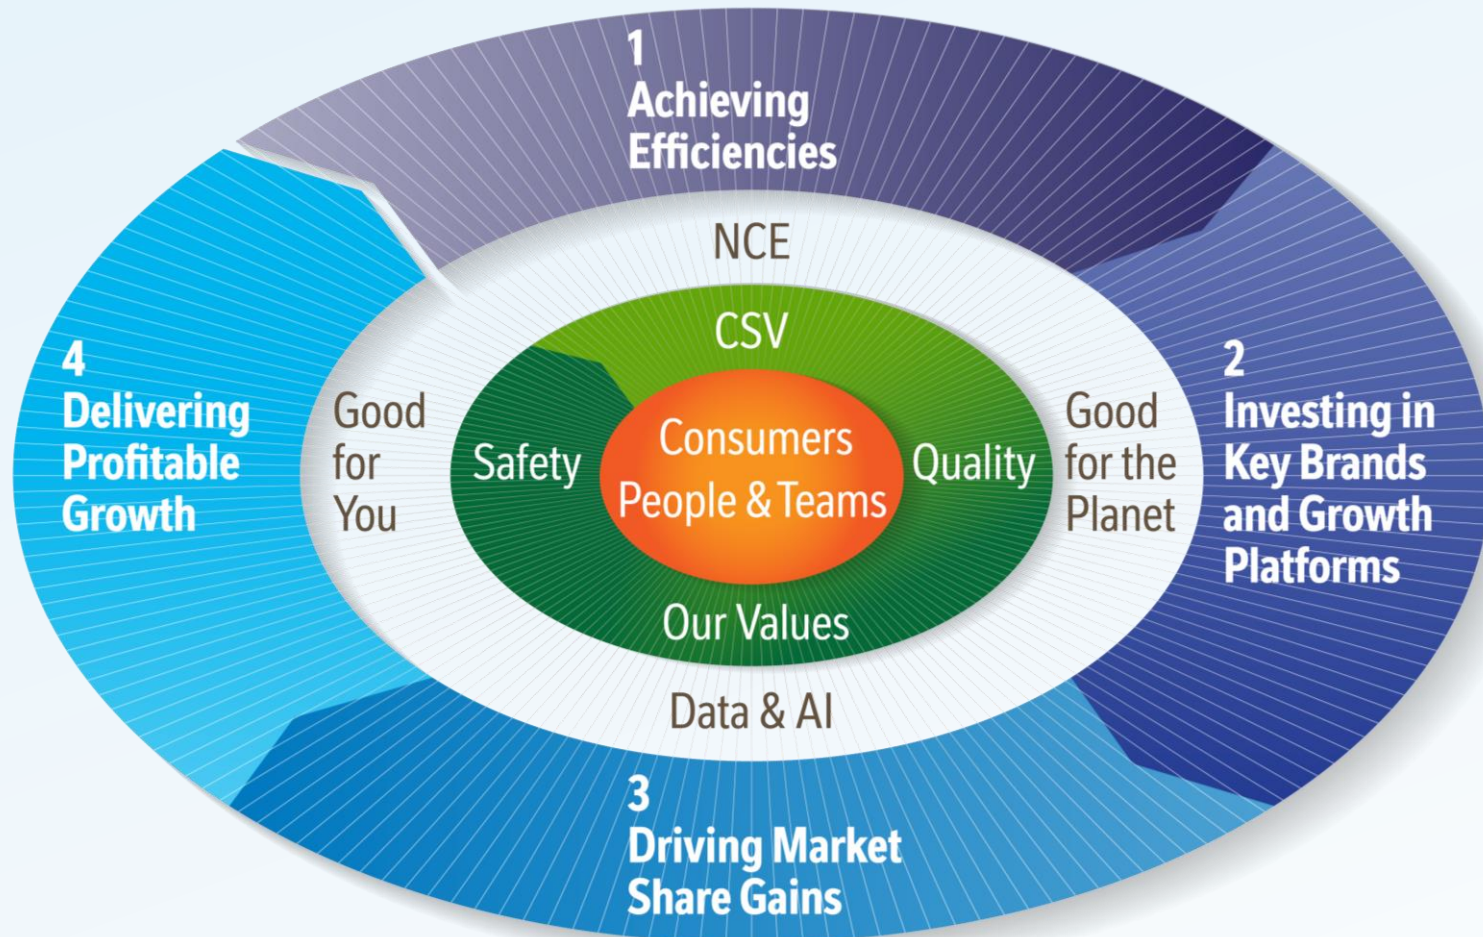 1
Achieving
Efficiencies
NCE
CSV
4
Delivering
Profitable
Growth
Good
for
You
Safety
Consumers
People & Teams
Quality
Good
for the
Planet
2
Investing in
Key Brands
and Growth
Platforms
Our Values
Data & AI
3
Driving Market
Share Gains